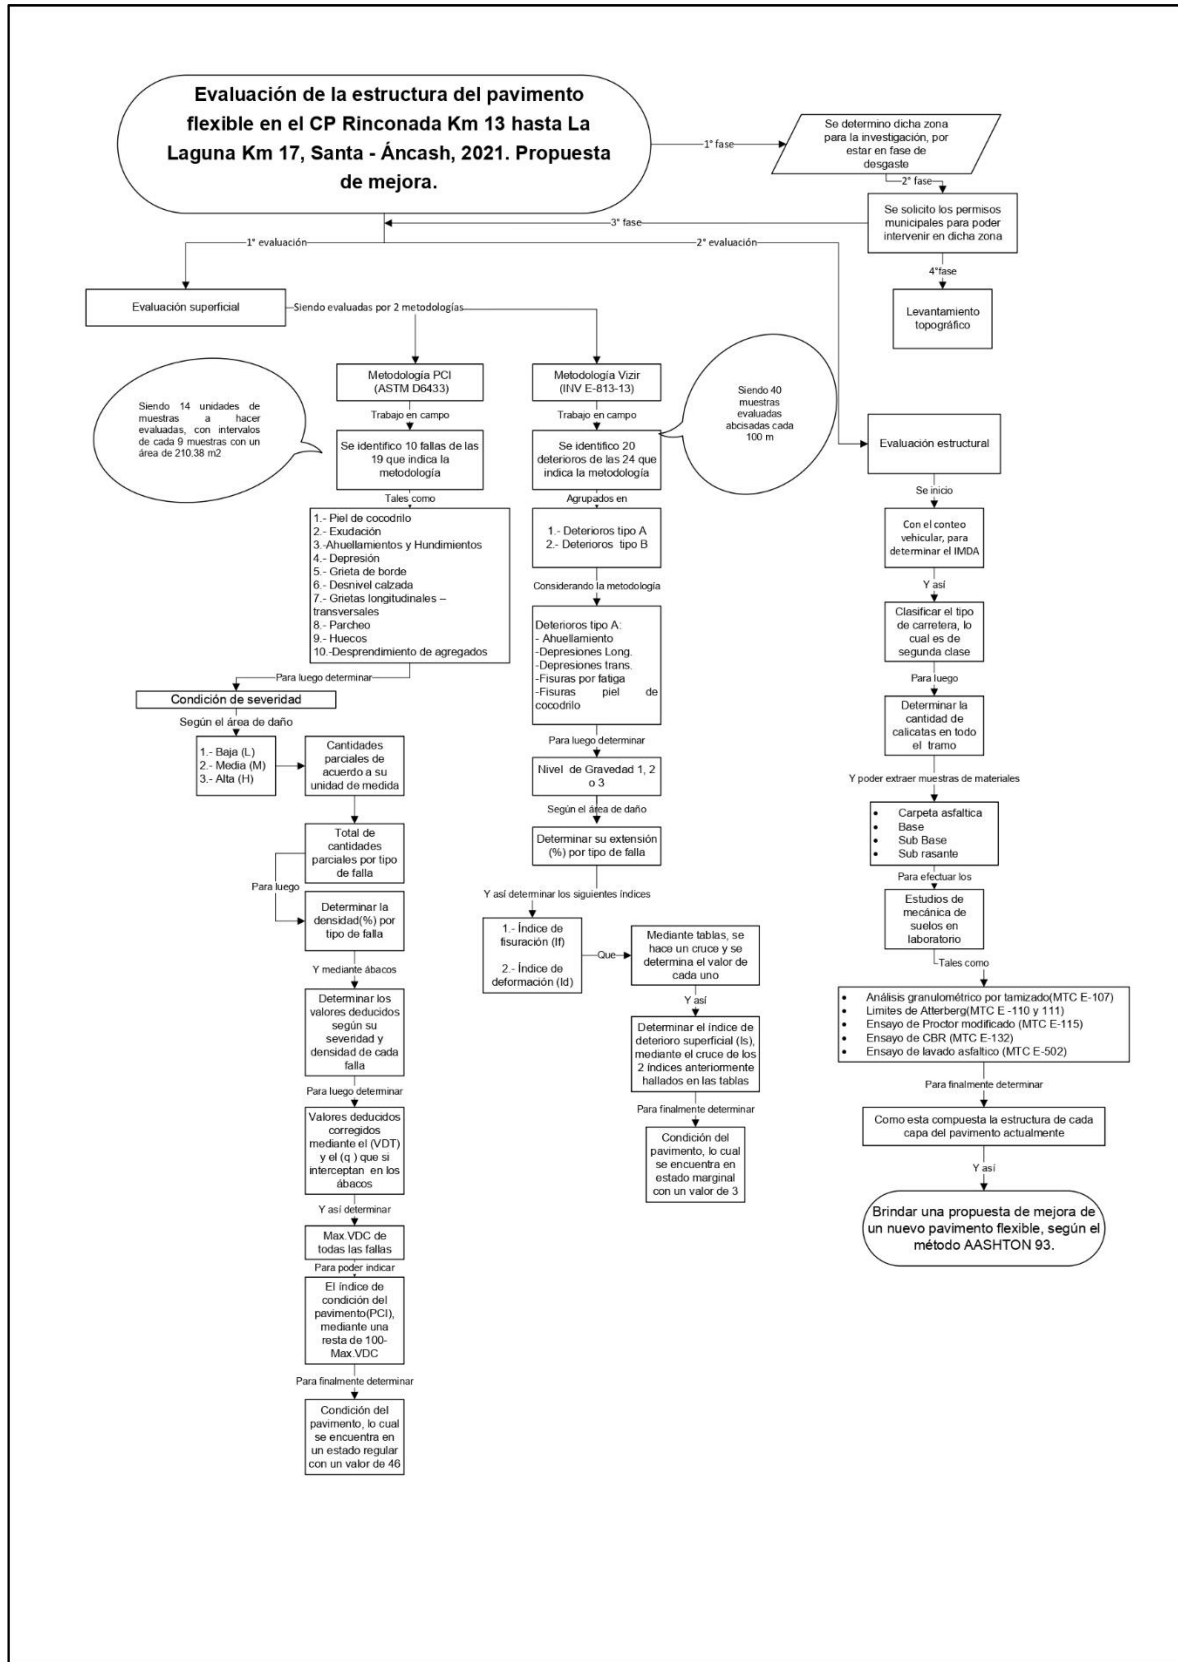 Evaluación de la estructura del pavimento
flexible en el CP Rinconada Km 13 hasta La
Laguna Km 17, Santa - Áncash, 2021. Propuesta
de mejora.
1° fase
Se determino dicha zona
para la investigación, por
estar en fase de
desgaste
2° fase
Se solicito los permisos
municipales para poder
intervenir en dicha zona
3° fase
4°fase
Levantamiento
topográfico
1° evaluación
2° evaluación
Evaluación superficial
Siendo evaluadas por 2 metodologías
Metodología PCI
(ASTM D6433)
Trabajo en campo
Siendo 14 unidades de
muestras a hacer
evaluadas, con intervalos
de cada 9 muestras con un
área de 210.38 m2
Se identifico 10 fallas de las
19 que indica la
metodología
Tales como
1.- Piel de cocodrilo
2.- Exudación
3.-Ahuellamientos y Hundimientos
4.- Depresión
5.- Grieta de borde
6.- Desnivel calzada
7.- Grietas longitudinales –
transversales
8.- Parcheo
9.- Huecos
10.-Desprendimiento de agregados
Para luego determinar
Condición de severidad
Según el área de daño
1.- Baja (L)
2.- Media (M)
3.- Alta (H)
Cantidades
parciales de
acuerdo a su
unidad de medida
Total de
cantidades
parciales por tipo
de falla
Para luego
Determinar la
densidad(%) por
tipo de falla
Y mediante ábacos
Determinar los
valores deducidos
según su
severidad y
densidad de cada
falla
Para luego determinar
Valores deducidos
corregidos
mediante el (VDT)
y el (q ) que si
interceptan en los
ábacos
Y así determinar
Max.VDC de
todas las fallas
Para poder indicar
El índice de
condición del
pavimento(PCI),
mediante una
resta de 100-
Max.VDC
Para finalmente determinar
Condición del
pavimento, lo cual
se encuentra en
un estado regular
con un valor de 46
Metodología Vizir
(INV E-813-13)
Trabajo en campo
Siendo 40
muestras
evaluadas
abcisadas cada
100 m
Se identifico 20
deterioros de las 24 que
indica la metodología
Agrupados en
1.- Deterioros tipo A
2.- Deterioros tipo B
Considerando la metodología
Deterioros tipo A:
- Ahuellamiento
-Depresiones Long.
-Depresiones trans.
-Fisuras por fatiga
-Fisuras piel de
cocodrilo
Para luego determinar
Nivel de Gravedad 1, 2
o 3
Según el área de daño
Determinar su extensión
(%) por tipo de falla
Y así determinar los siguientes índices
1.- Índice de
fisuración (If)
2.- Índice de
deformación (Id)
Que
Mediante tablas, se
hace un cruce y se
determina el valor de
cada uno
Y así
Determinar el índice de
deterioro superficial (Is),
mediante el cruce de los
2 índices anteriormente
hallados en las tablas
Para finalmente determinar
Condición del
pavimento, lo cual
se encuentra en
estado marginal
con un valor de 3
Evaluación estructural
Se inicio
Con el conteo
vehicular, para
determinar el IMDA
Y así
Clasificar el tipo
de carretera, lo
cual es de
segunda clase
Para luego
Determinar la
cantidad de
calicatas en todo
el tramo
Y poder extraer muestras de materiales
• Carpeta asfaltica
• Base
• Sub Base
• Sub rasante
Para efectuar los
Estudios de
mecánica de
suelos en
laboratorio
Tales como
• Análisis granulométrico por tamizado(MTC E-107)
• Limites de Atterberg(MTC E -110 y 111)
• Ensayo de Proctor modificado (MTC E-115)
• Ensayo de CBR (MTC E-132)
• Ensayo de lavado asfaltico (MTC E-502)
Para finalmente determinar
Como esta compuesta la estructura de cada
capa del pavimento actualmente
Y así
Brindar una propuesta de mejora de
un nuevo pavimento flexible, según el
método AASHTON 93.